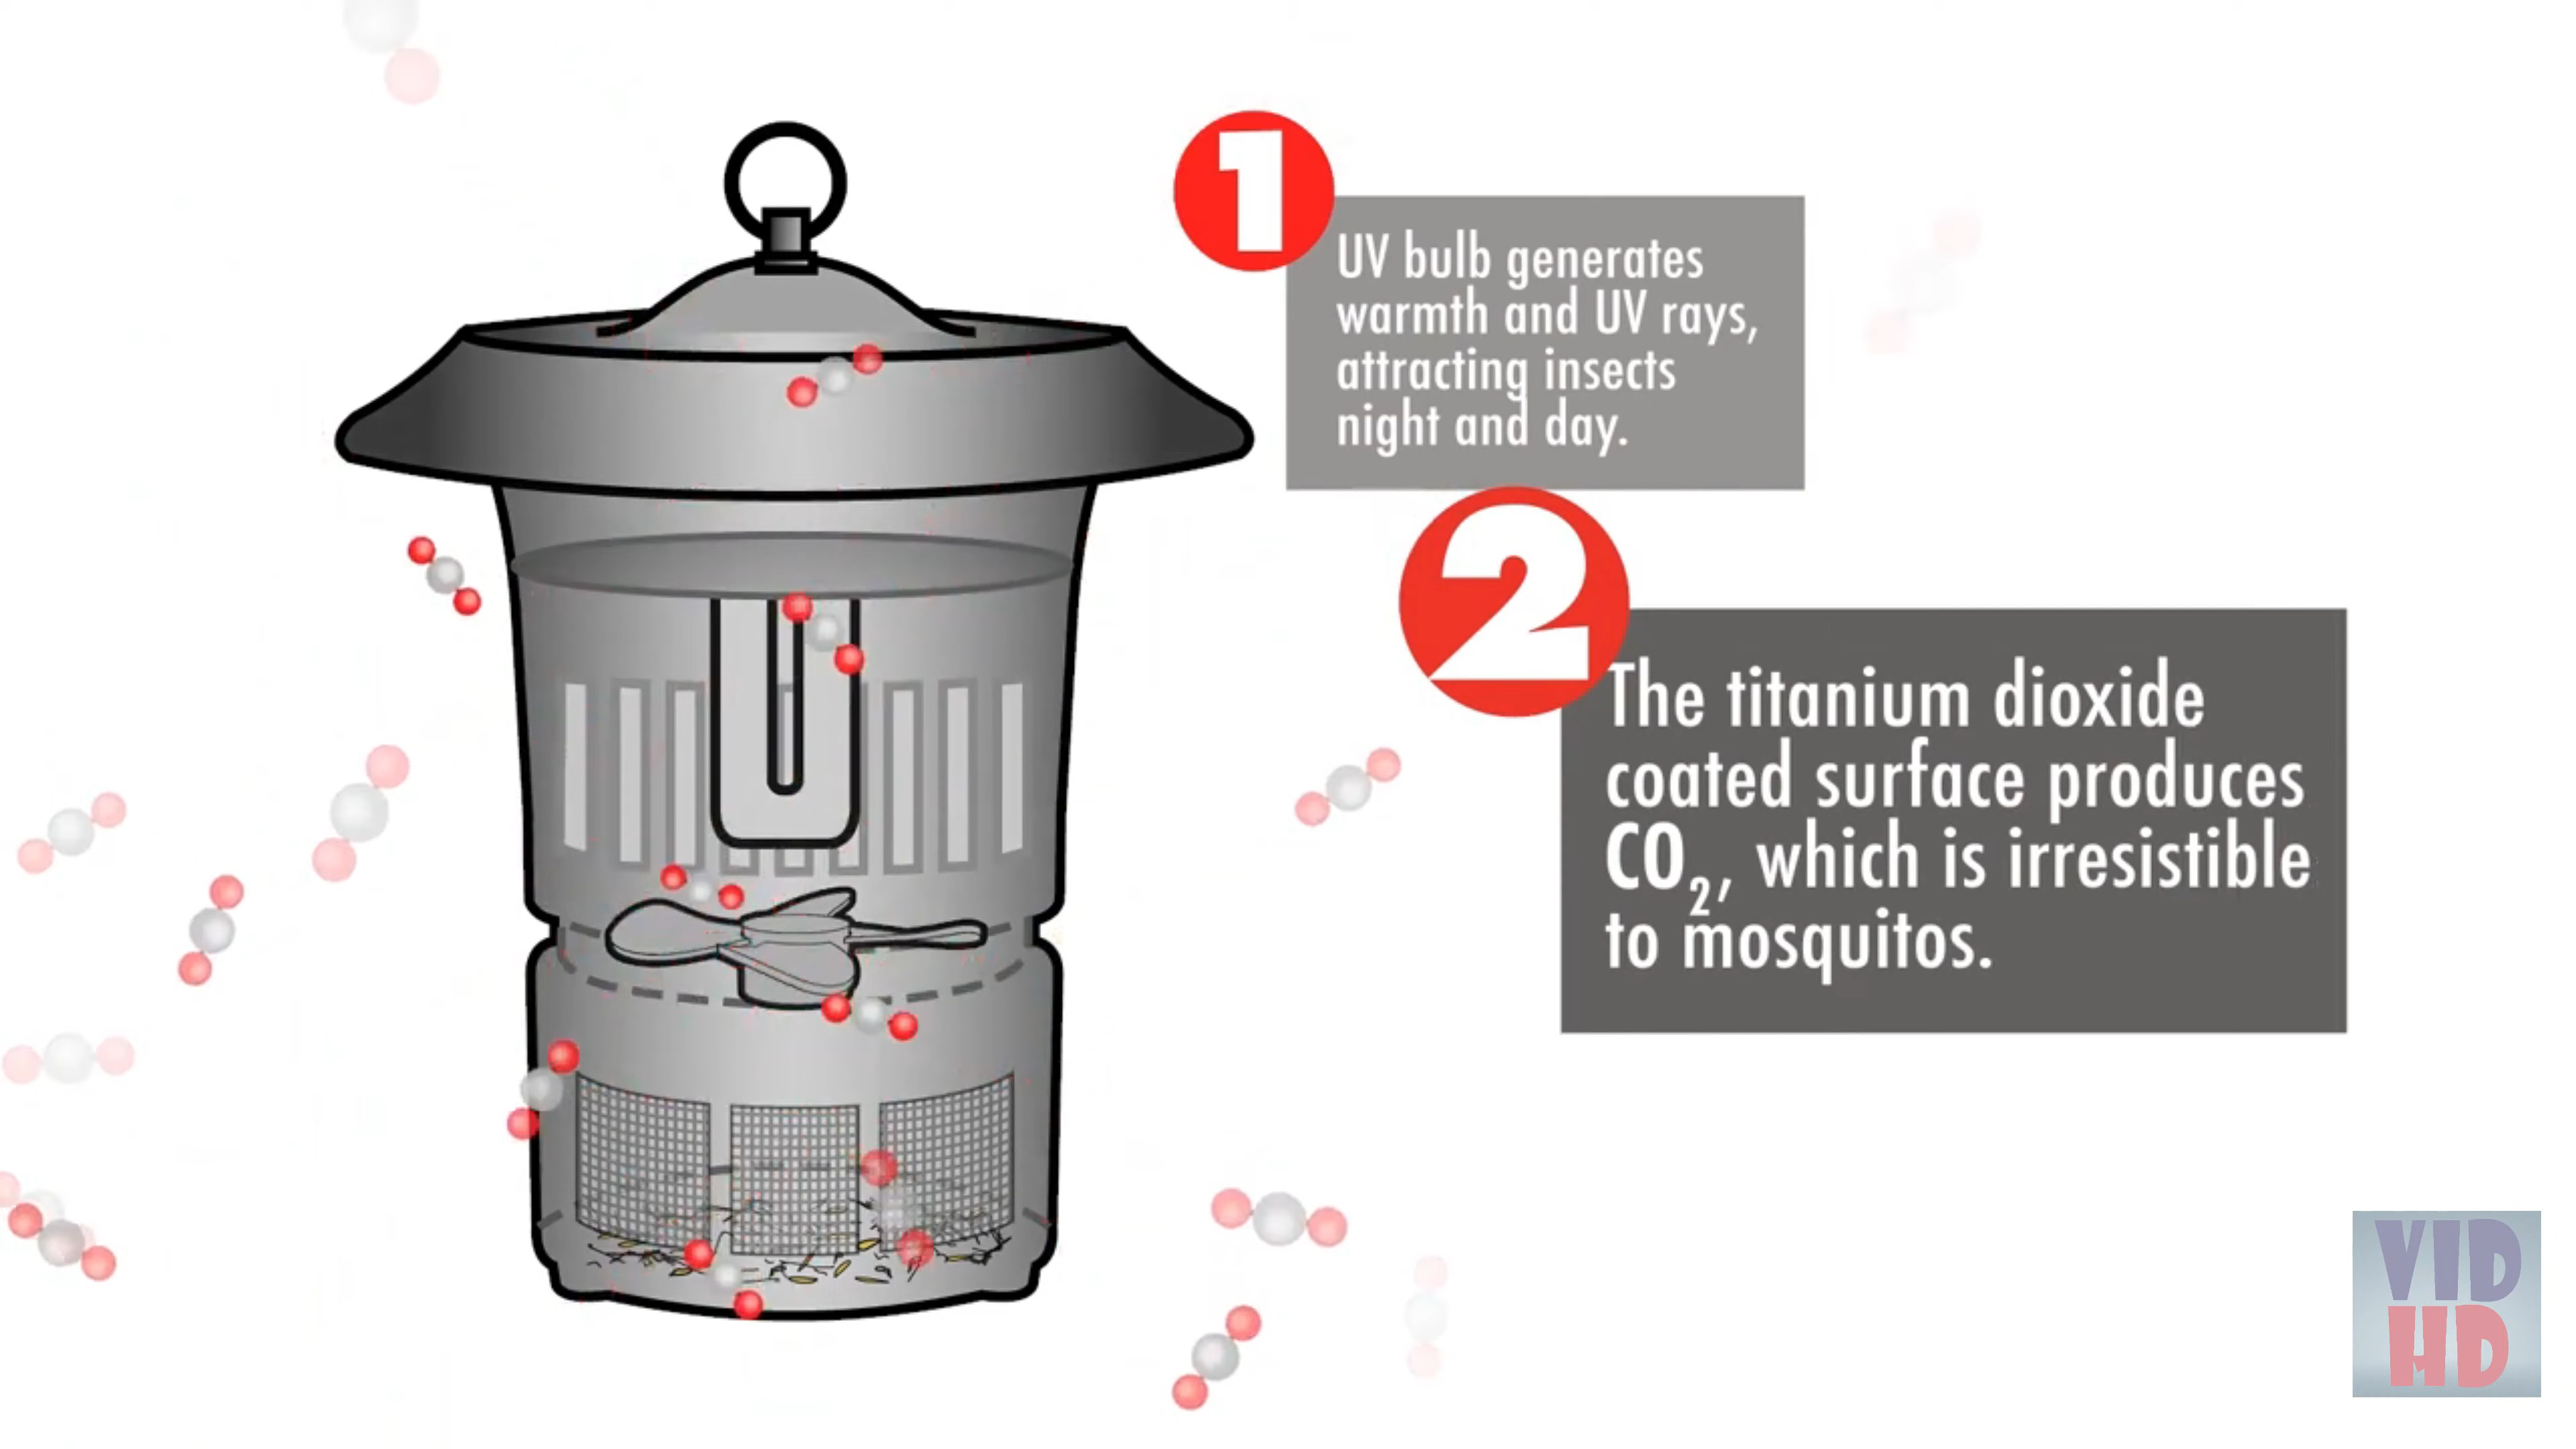 1
UV bulb generates
warmth and UV rays,
attracting insects
night and day.
2
The titanium dioxide
coated surface produces
CO₂, which is irresistible
to mosquitos.
VID
HD